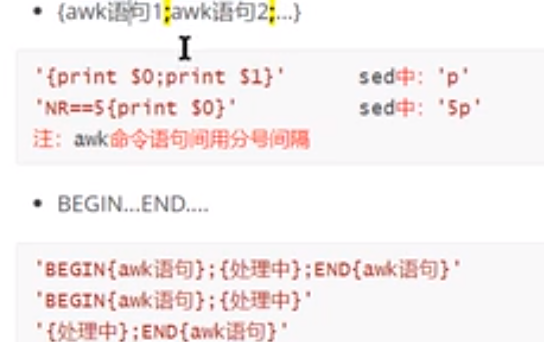 • {awk语句1;awk语句2;...}
'{print $0;print $1}' sed中: 'p'
'NR==5{print $0}' sed中: '5p'
注: awk命令语句间用分号间隔
• BEGIN...END....
'BEGIN{awk语句};{处理中};END{awk语句}'
'BEGIN{awk语句};{处理中}'
'{处理中};END{awk语句}'